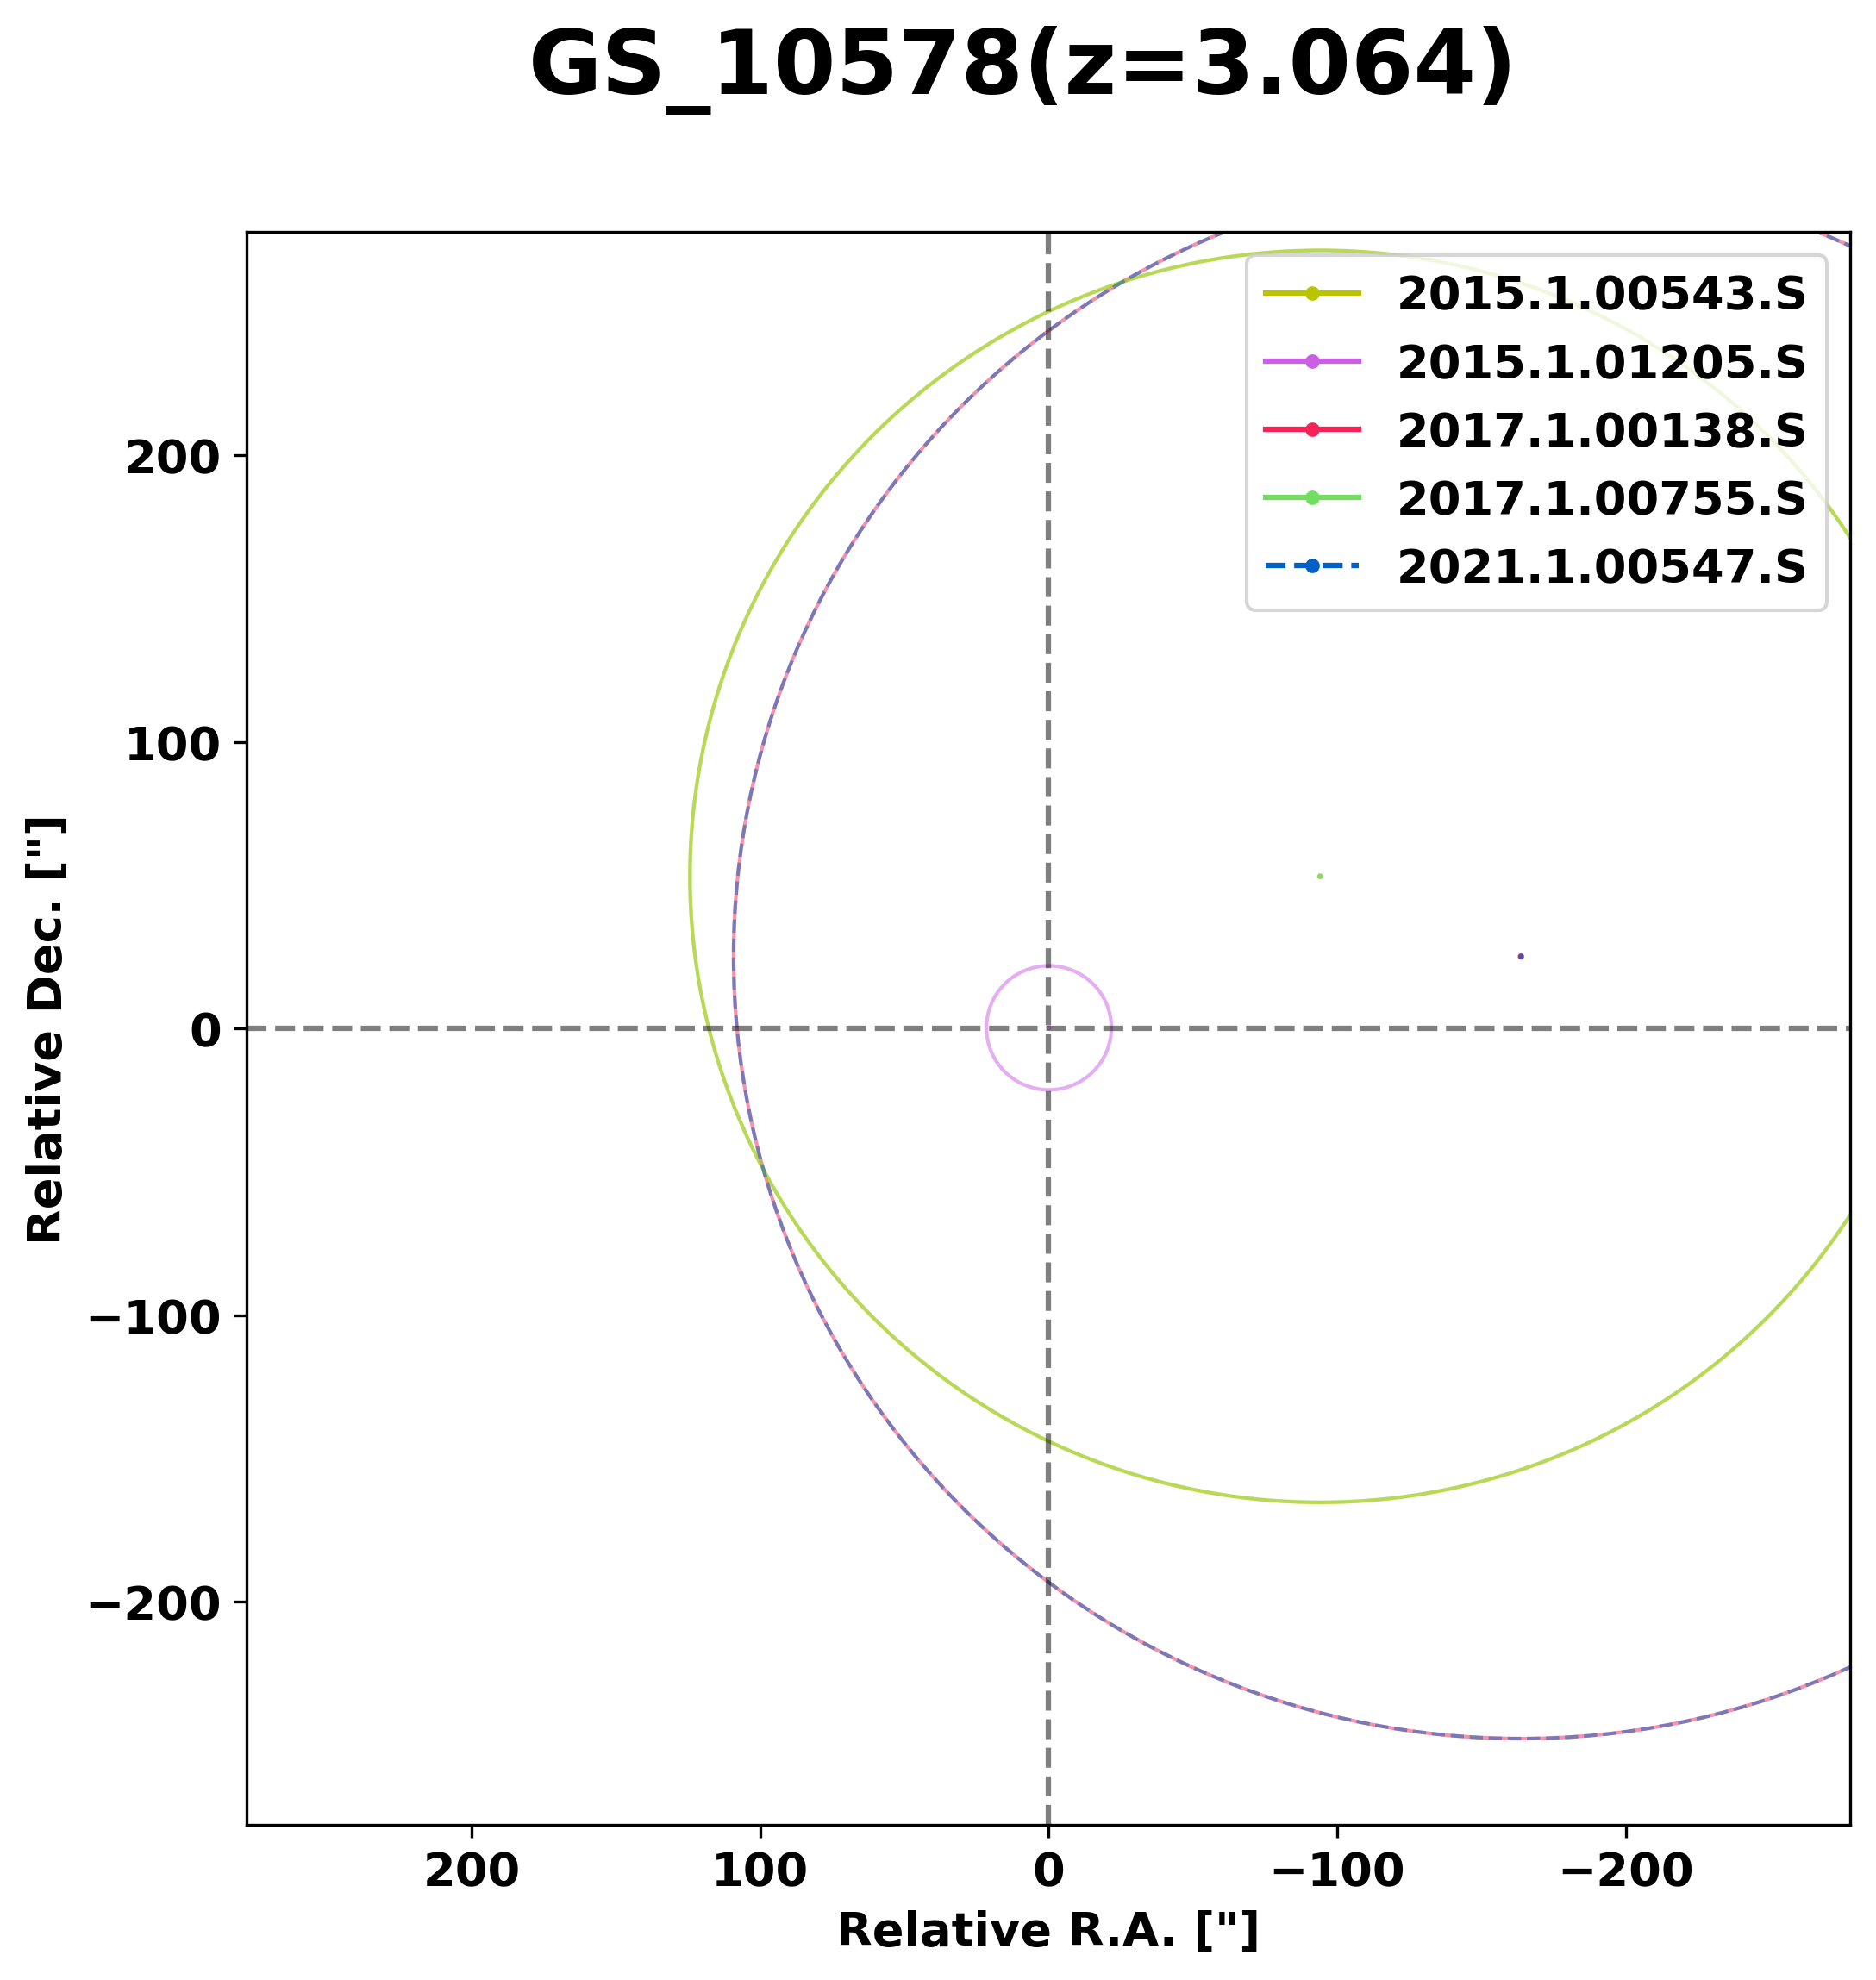 GS_10578(z=3.064)
2015.1.00543.S
2015.1.01205.S
2017.1.00138.S
2017.1.00755.S
2021.1.00547.S
Relative Dec. ["]
200
100
0
−100
−200
200 100 0 −100 −200
Relative R.A. ["]